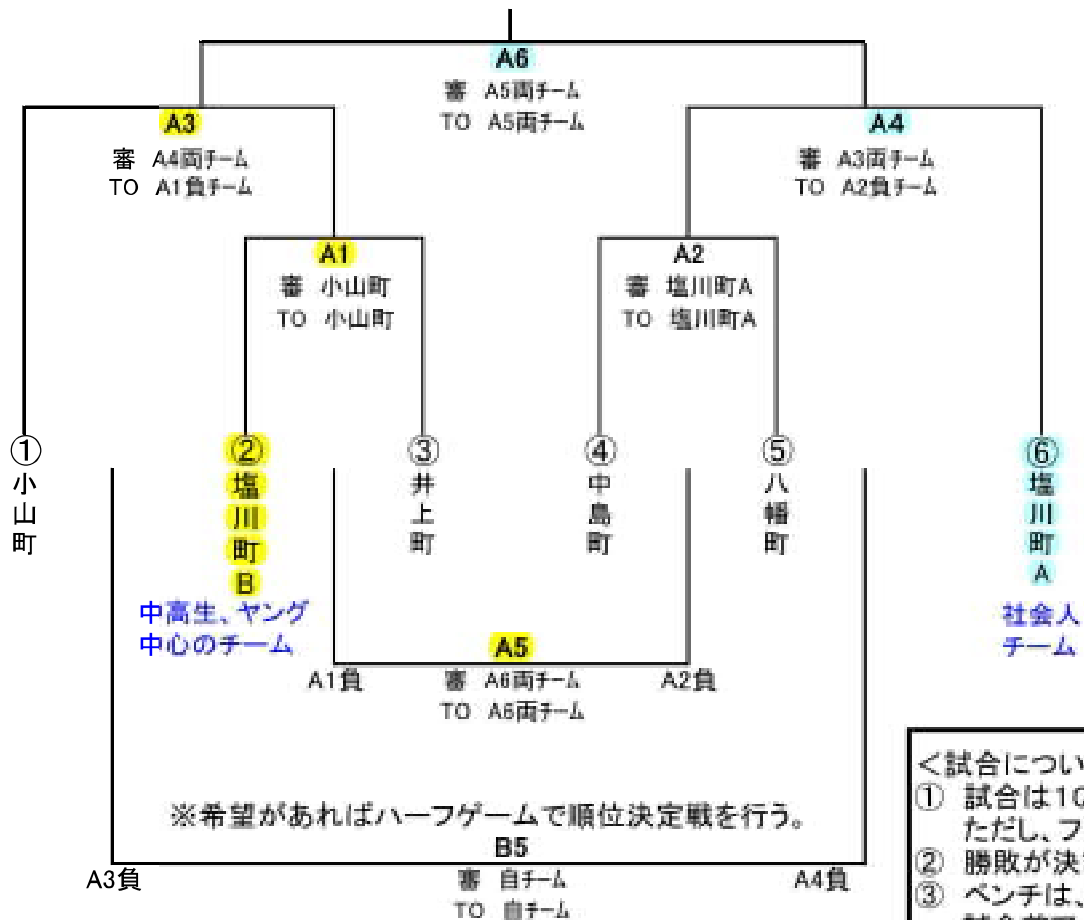 A6
審 A5両チーム
TO A5両チーム
A3
審 A4両チーム
TO A1負チーム
A4
審 A3両チーム
TO A2負チーム
A1
審 小山町
TO 小山町
A2
審 塩川町A
TO 塩川町A
①小山町
②塩川町B
中高生、ヤング
中心のチーム
③井上町
④中島町
⑤八幡町
⑥塩川町A
社会人
チーム
A5
A1負
審 A6両チーム
TO A6両チーム
A2負
※希望があればハーフゲームで順位決定戦を行う。
B5
A3負
審 自チーム
TO 自チーム
A4負
<試合につい
① 試合は10
ただし、フ
② 勝敗が決
③ ベンチは、